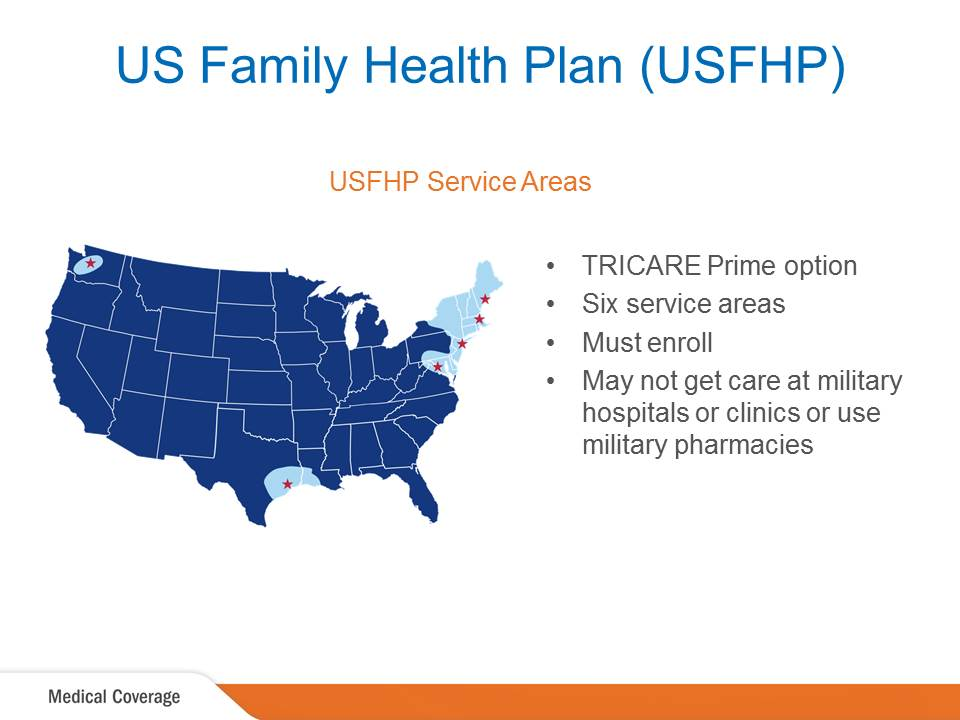 US Family Health Plan (USFHP)
USFHP Service Areas
• TRICARE Prime option
• Six service areas
• Must enroll
• May not get care at military
hospitals or clinics or use
military pharmacies
Medical Coverage